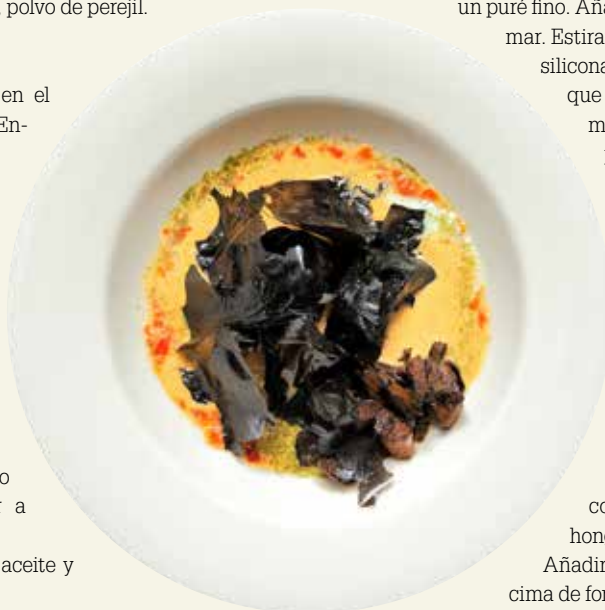 polvo de perejil.
en el
En-
o
r a
aceite y
un puré fino. Aña
mar. Estira
silicona
que
m
co
hong
Añadir
cima de for